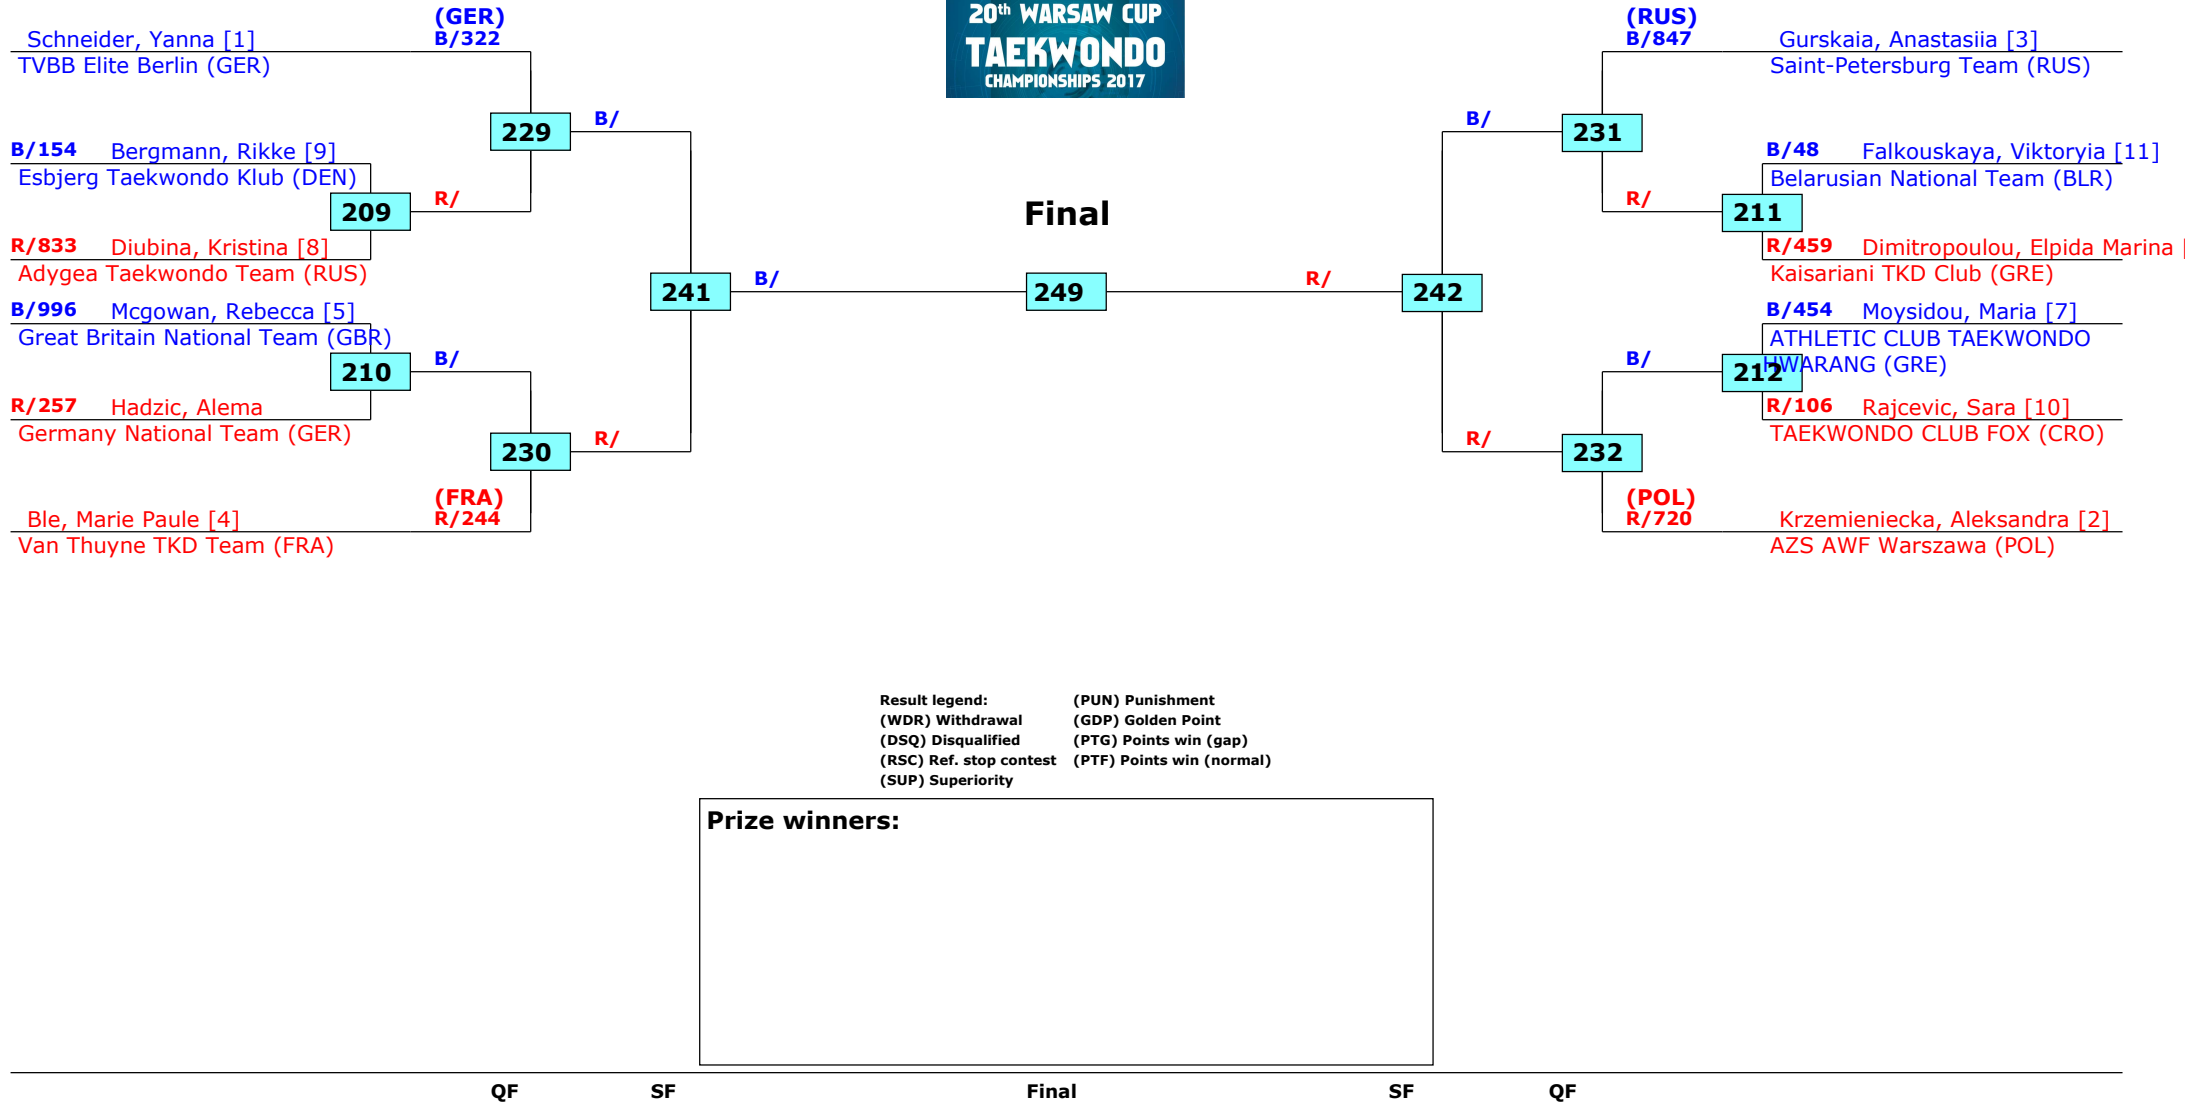 20th WARSAW CUP
TAEKWONDO
CHAMPIONSHIPS 2017
(GER)
Schneider, Yanna [1] B/322
TVBB Elite Berlin (GER)
229
B/
B/154 Bergmann, Rikke [9]
Esbjerg Taekwondo Klub (DEN)
209
R/
R/833 Diubina, Kristina [8]
Adygea Taekwondo Team (RUS)
241
B/
B/996 Mcgowan, Rebecca [5]
Great Britain National Team (GBR)
210
B/
R/257 Hadzic, Alema
Germany National Team (GER)
230
R/
(FRA)
Ble, Marie Paule [4] R/244
Van Thuyne TKD Team (FRA)
Final
249
(RUS)
B/847 Gurskaia, Anastasiia [3]
Saint-Petersburg Team (RUS)
B/
231
B/48 Falkouskaya, Viktoryia [11]
Belarusian National Team (BLR)
R/
211
R/459 Dimitropoulou, Elpida Marina [
Kaisariani TKD Club (GRE)
R/
242
B/454 Moysidou, Maria [7]
ATHLETIC CLUB TAEKWONDO
HWARANG (GRE)
B/
212
R/106 Rajcevic, Sara [10]
TAEKWONDO CLUB FOX (CRO)
R/
232
(POL)
R/720 Krzemieniecka, Aleksandra [2]
AZS AWF Warszawa (POL)
Result legend: (PUN) Punishment
(WDR) Withdrawal (GDP) Golden Point
(DSQ) Disqualified (PTG) Points win (gap)
(RSC) Ref. stop contest (PTF) Points win (normal)
(SUP) Superiority
Prize winners:
QF SF Final SF QF